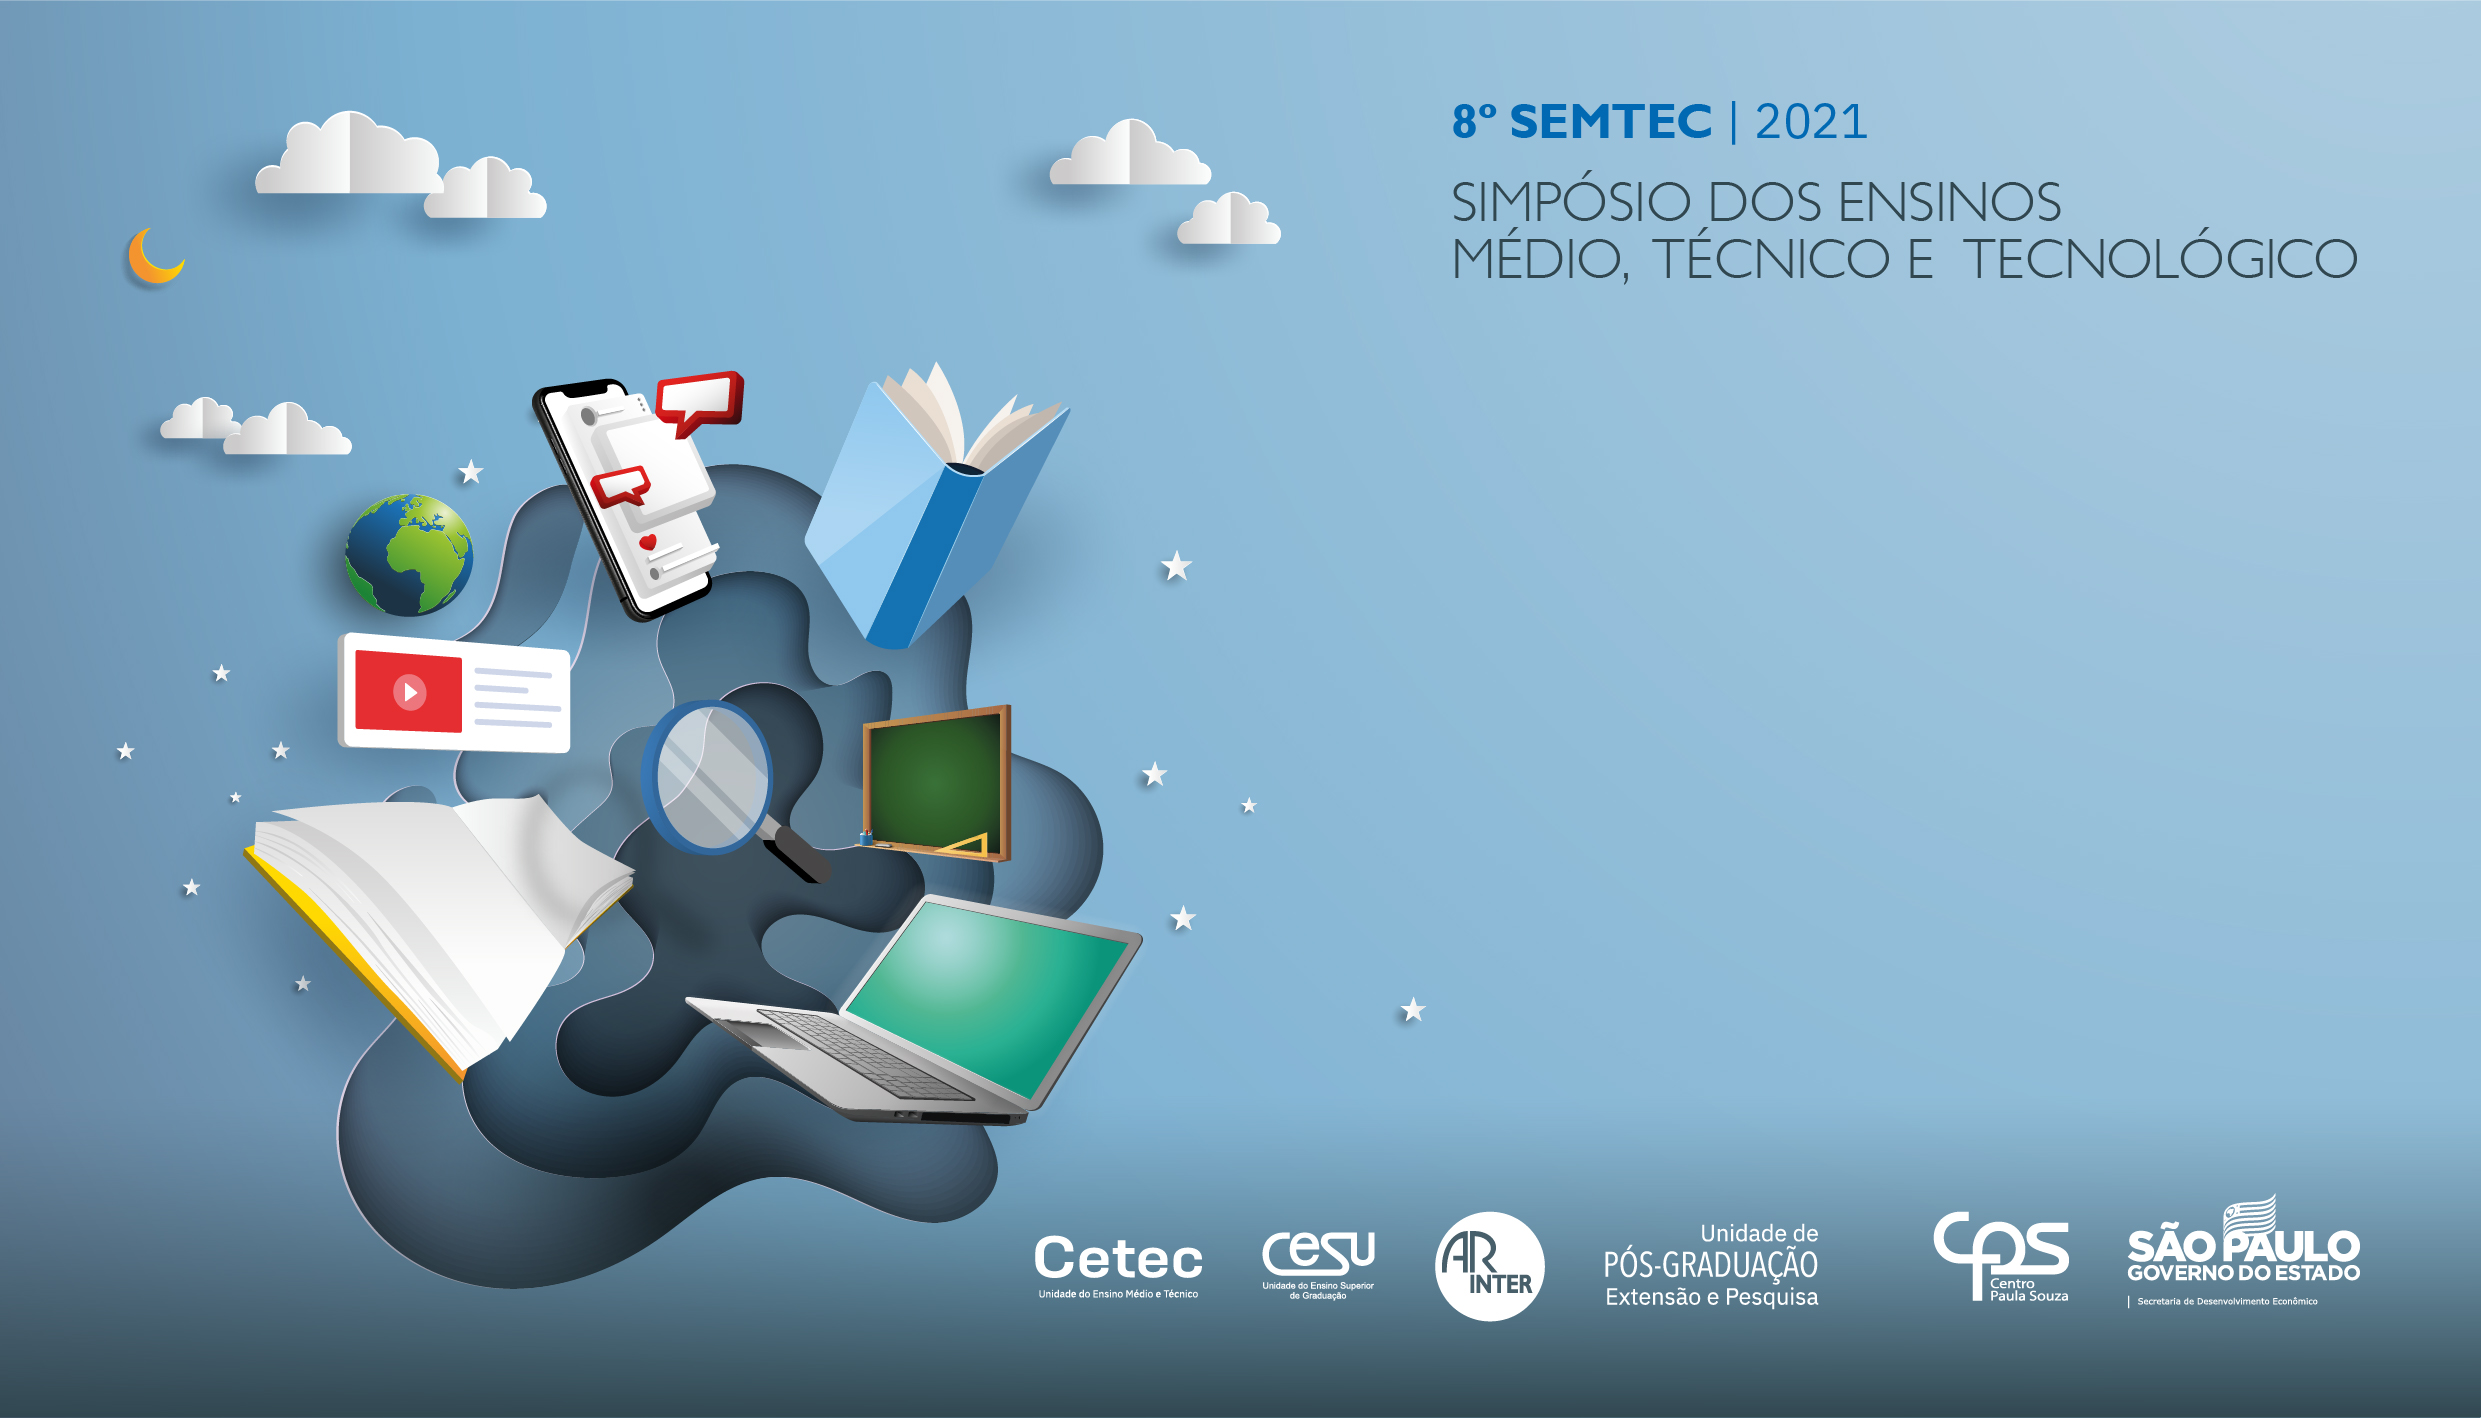 8º SEMTEC | 2021
SIMPÓSIO DOS ENSINOS
MÉDIO, TÉCNICO E TECNOLÓGICO
Cetec
Unidade do Ensino Médio e Técnico
CESU
Unidade do Ensino Superior
de Graduação
AR
INTER
Unidade de
PÓS-GRADUAÇÃO
Extensão e Pesquisa
CPS
Centro
Paula Souza
SÃO PAULO
GOVERNO DO ESTADO
| Secretaria de Desenvolvimento Econômico